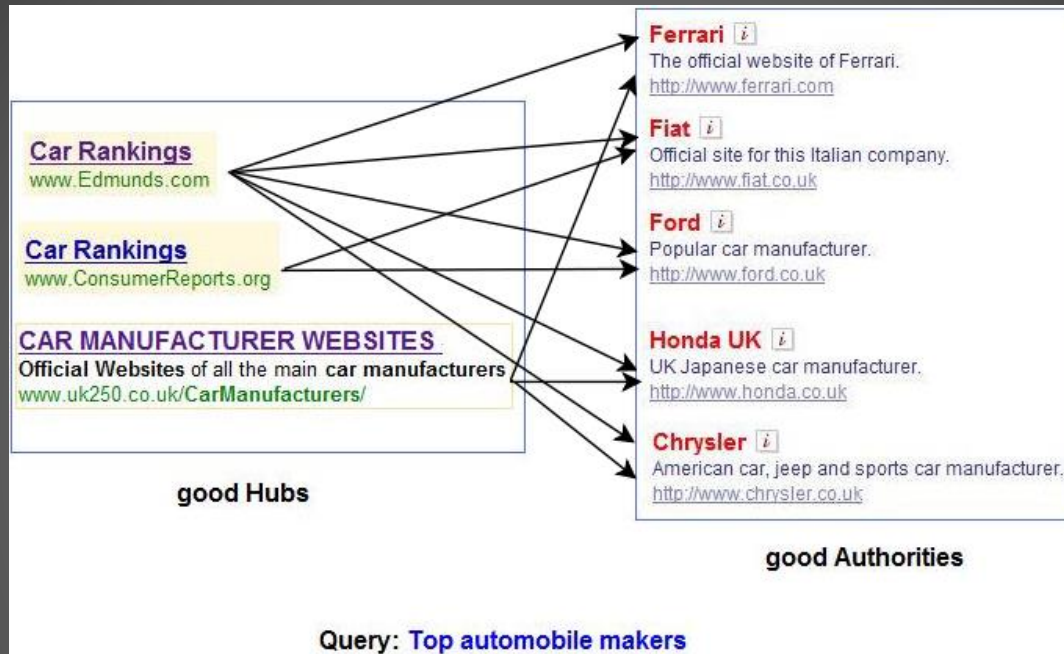 Car Rankings
www.Edmunds.com
Car Rankings
www.ConsumerReports.org
CAR MANUFACTURER WEBSITES
Official Websites of all the main car manufacturers
www.uk250.co.uk/CarManufacturers/
good Hubs
Ferrari i
The official website of Ferrari.
http://www.ferrari.com
Fiat i
Official site for this Italian company.
http://www.fiat.co.uk
Ford i
Popular car manufacturer.
http://www.ford.co.uk
Honda UK i
UK Japanese car manufacturer.
http://www.honda.co.uk
Chrysler i
American car, jeep and sports car manufacturer.
http://www.chrysler.co.uk
good Authorities
Query: Top automobile makers